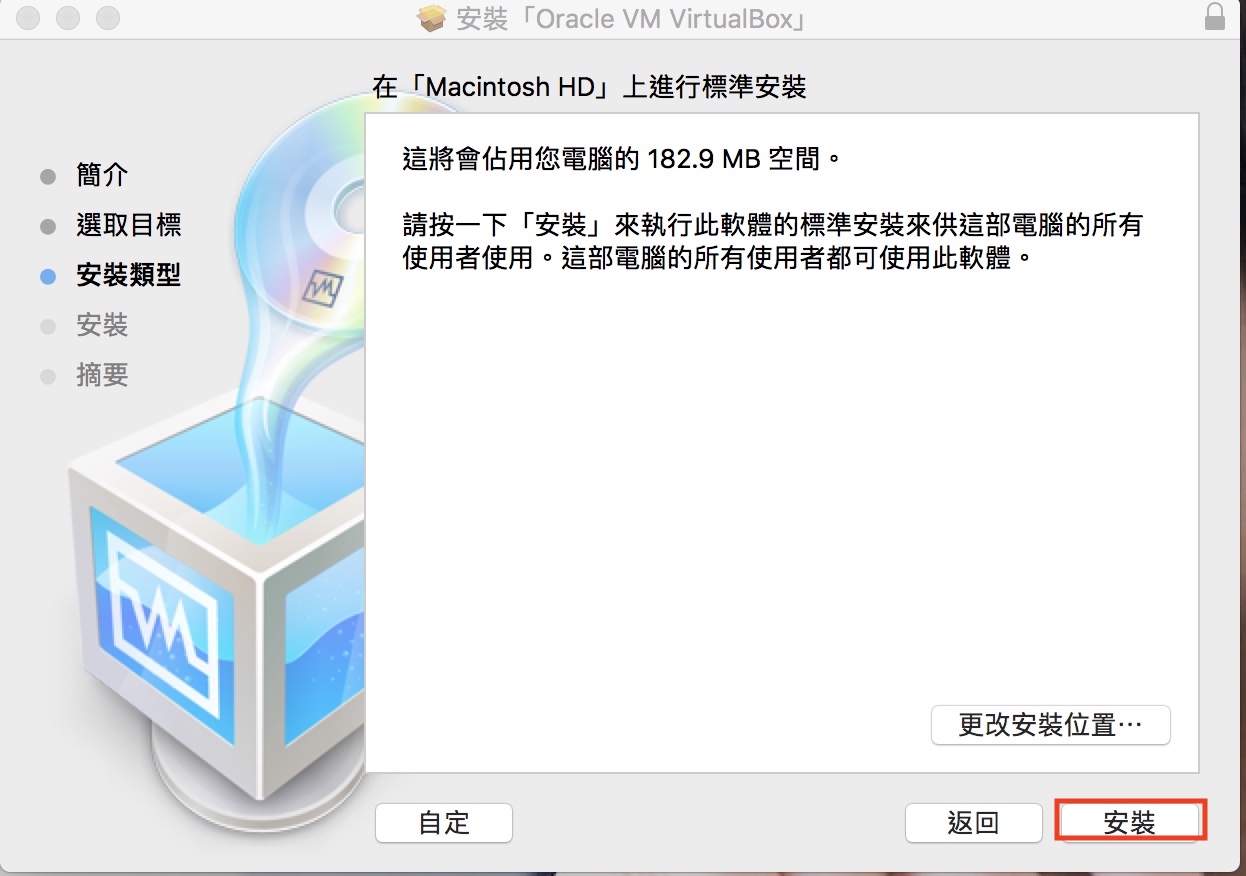 安裝「Oracle VM VirtualBox」
在「Macintosh HD」上進行標準安裝
簡介
選取目標
安裝類型
安裝
摘要
這將會佔用您電腦的 182.9 MB 空間。
請按一下「安裝」來執行此軟體的標準安裝來供這部電腦的所有
使用者使用。這部電腦的所有使用者都可使用此軟體。
更改安裝位置⋯
自定
返回
安裝